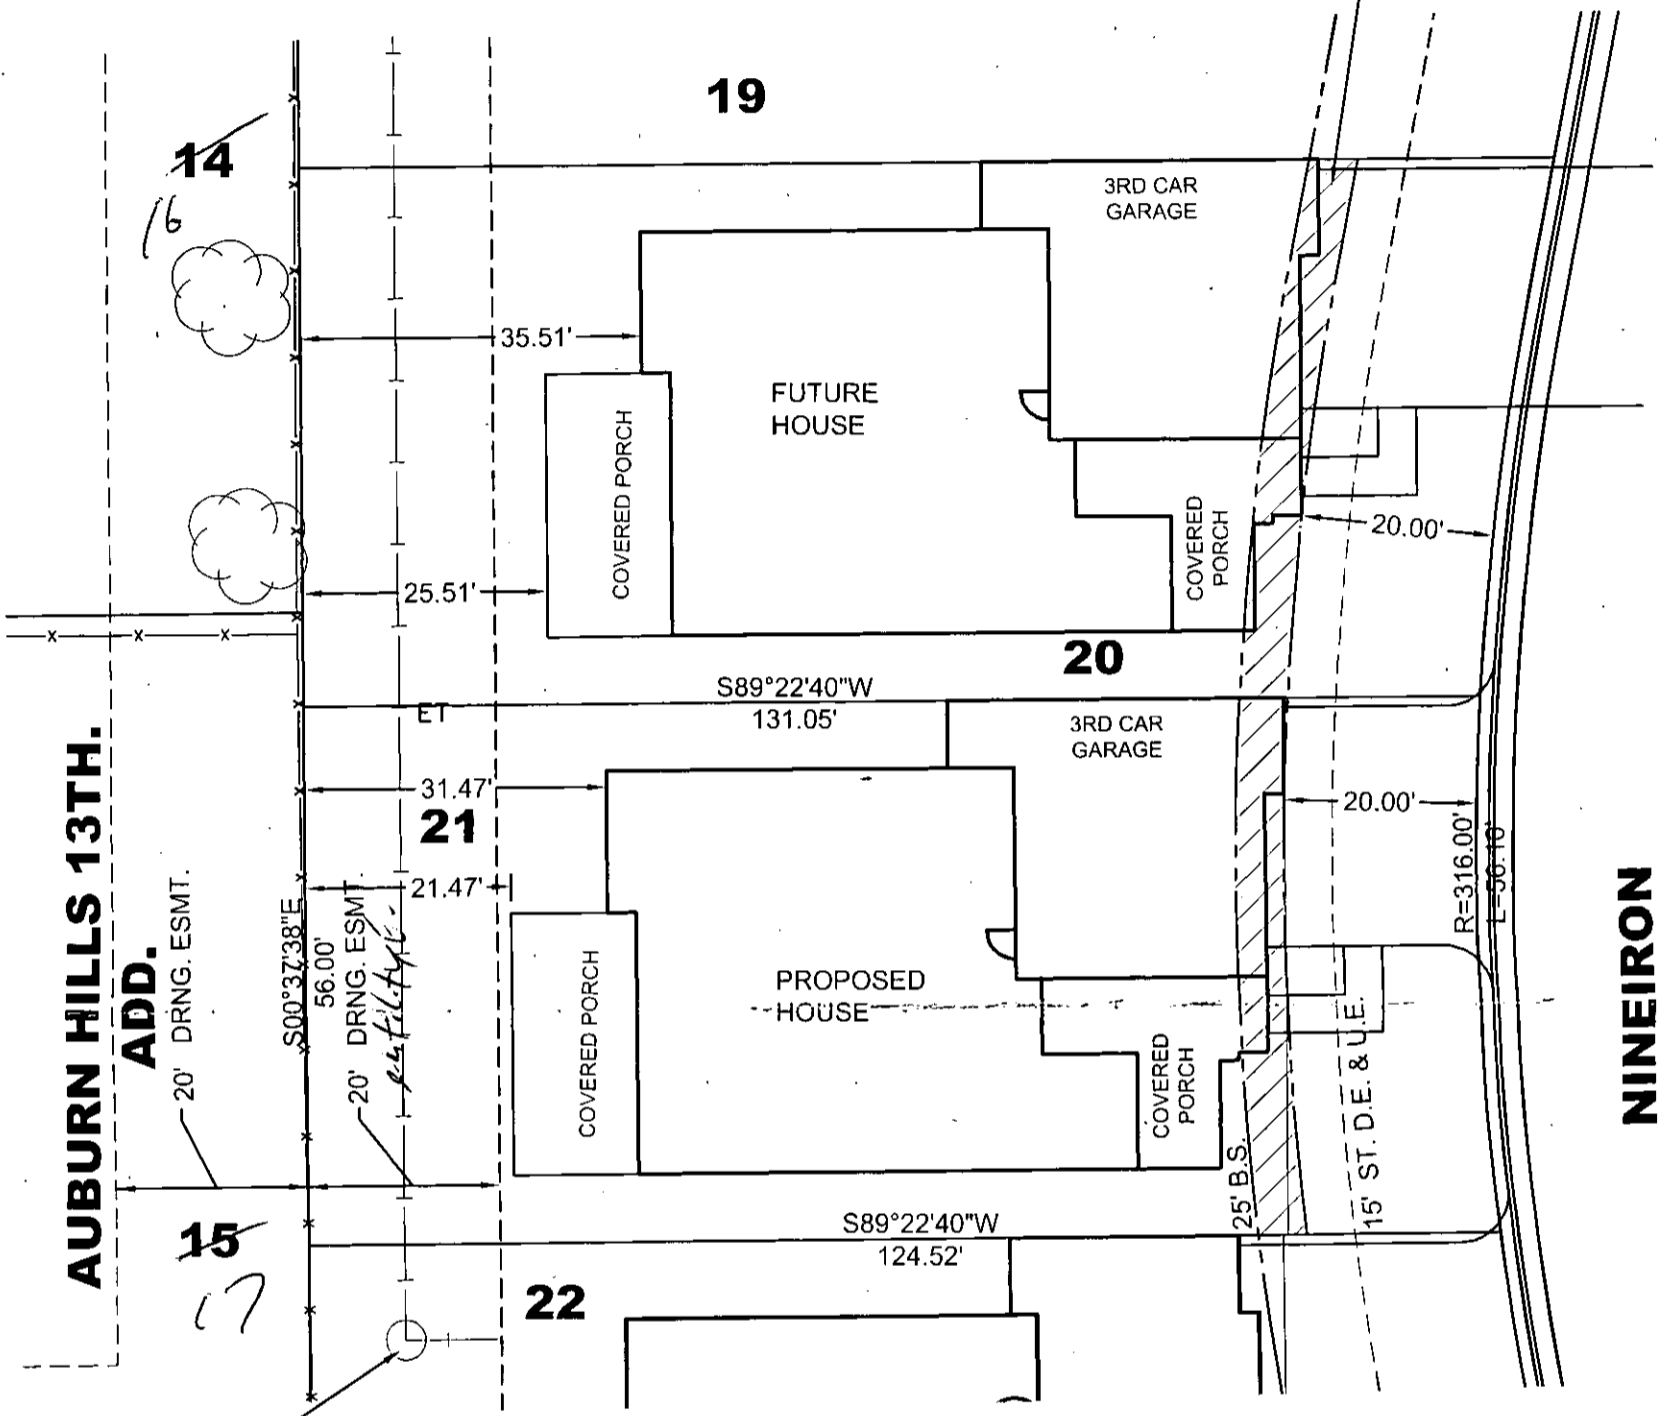 19
14
16
3RD CAR
GARAGE
35.51'
FUTURE
HOUSE
COVERED PORCH
COVERED
PORCH
20.00'
25.51'
20
S89°22'40"W
131.05'
ET
3RD CAR
GARAGE
31.47'
21
20.00'
21.47'
R=316.00'
L=56.10'
AUBURN HILLS 13TH.
ADD.
20' DRNG. ESMT.
S00°37'38"E
56.00'
20' DRNG. ESMT.
COVERED PORCH
PROPOSED
HOUSE
COVERED
PORCH
25' B.S.
15' ST. D.E. & U.E.
NINEIRON
15
17
S89°22'40"W
124.52'
22